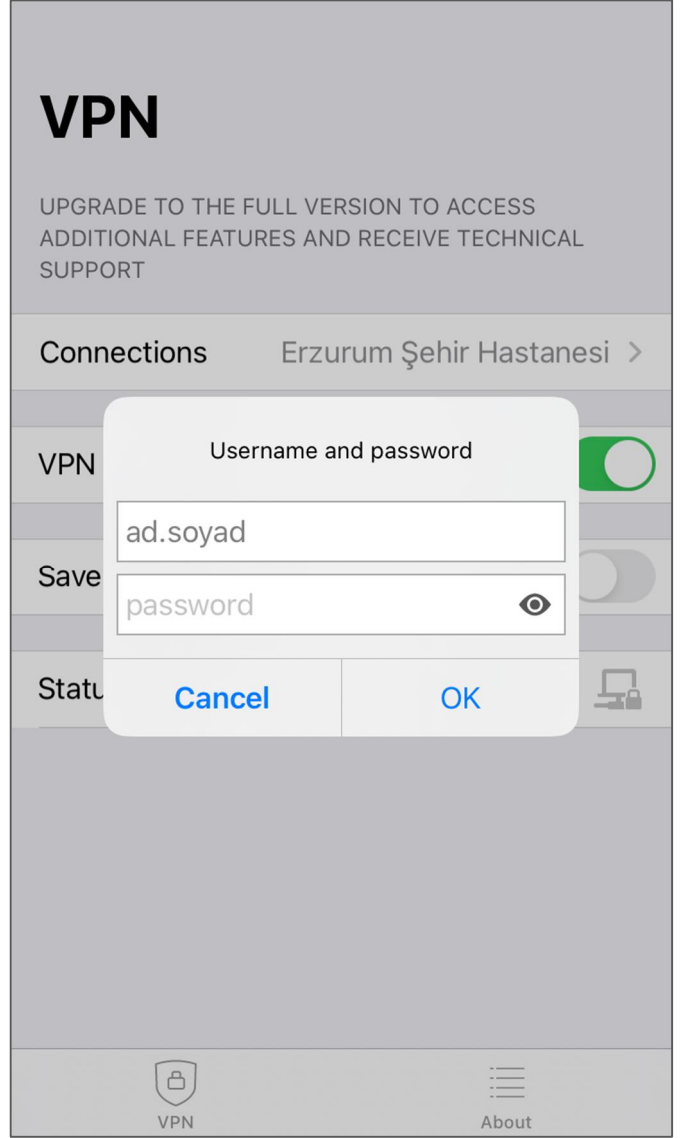 VPN
UPGRADE TO THE FULL VERSION TO ACCESS
ADDITIONAL FEATURES AND RECEIVE TECHNICAL
SUPPORT
Connections Erzurum Şehir Hastanesi
VPN
Username and password
ad.soyad
Save
password
Cancel OK
VPN About